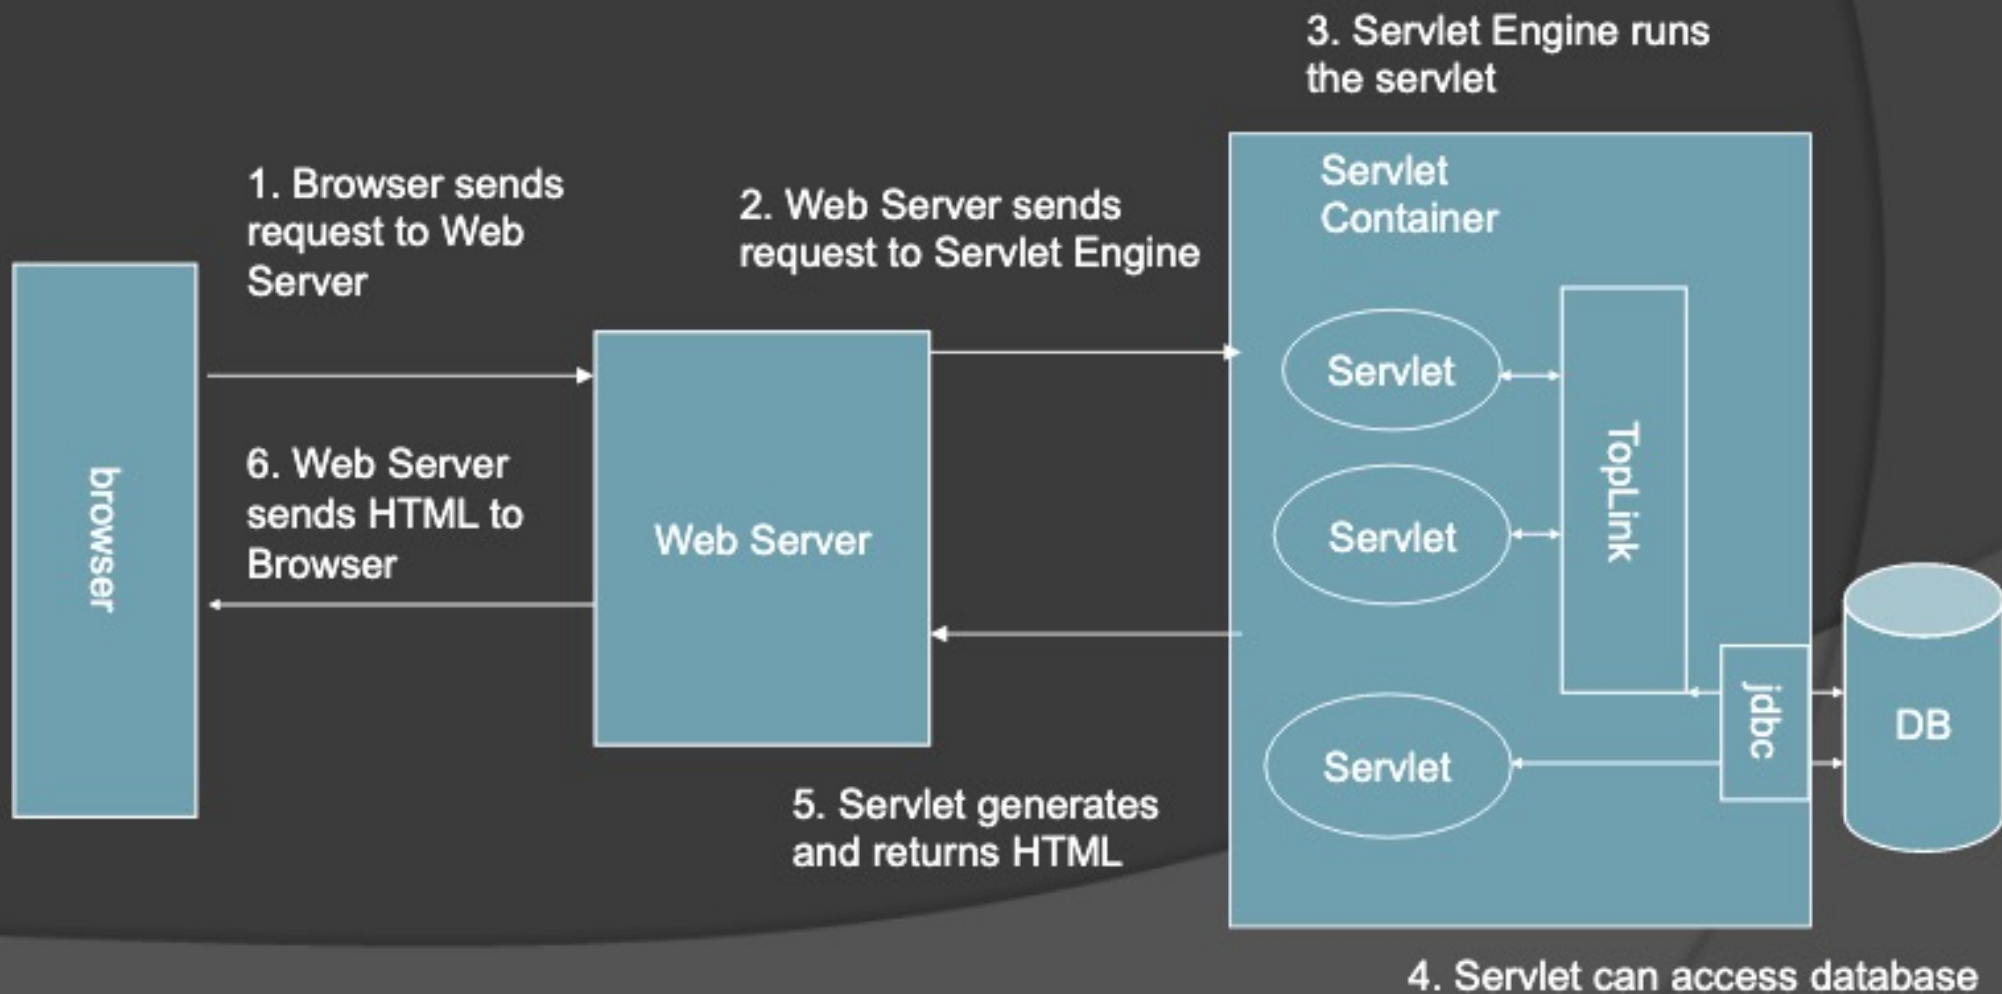 3. Servlet Engine runs
the servlet
1. Browser sends
request to Web
Server
2. Web Server sends
request to Servlet Engine
Servlet
Container
Servlet
TopLink
browser
6. Web Server
sends HTML to
Browser
Web Server
Servlet
jdbc
DB
Servlet
5. Servlet generates
and returns HTML
4. Servlet can access database